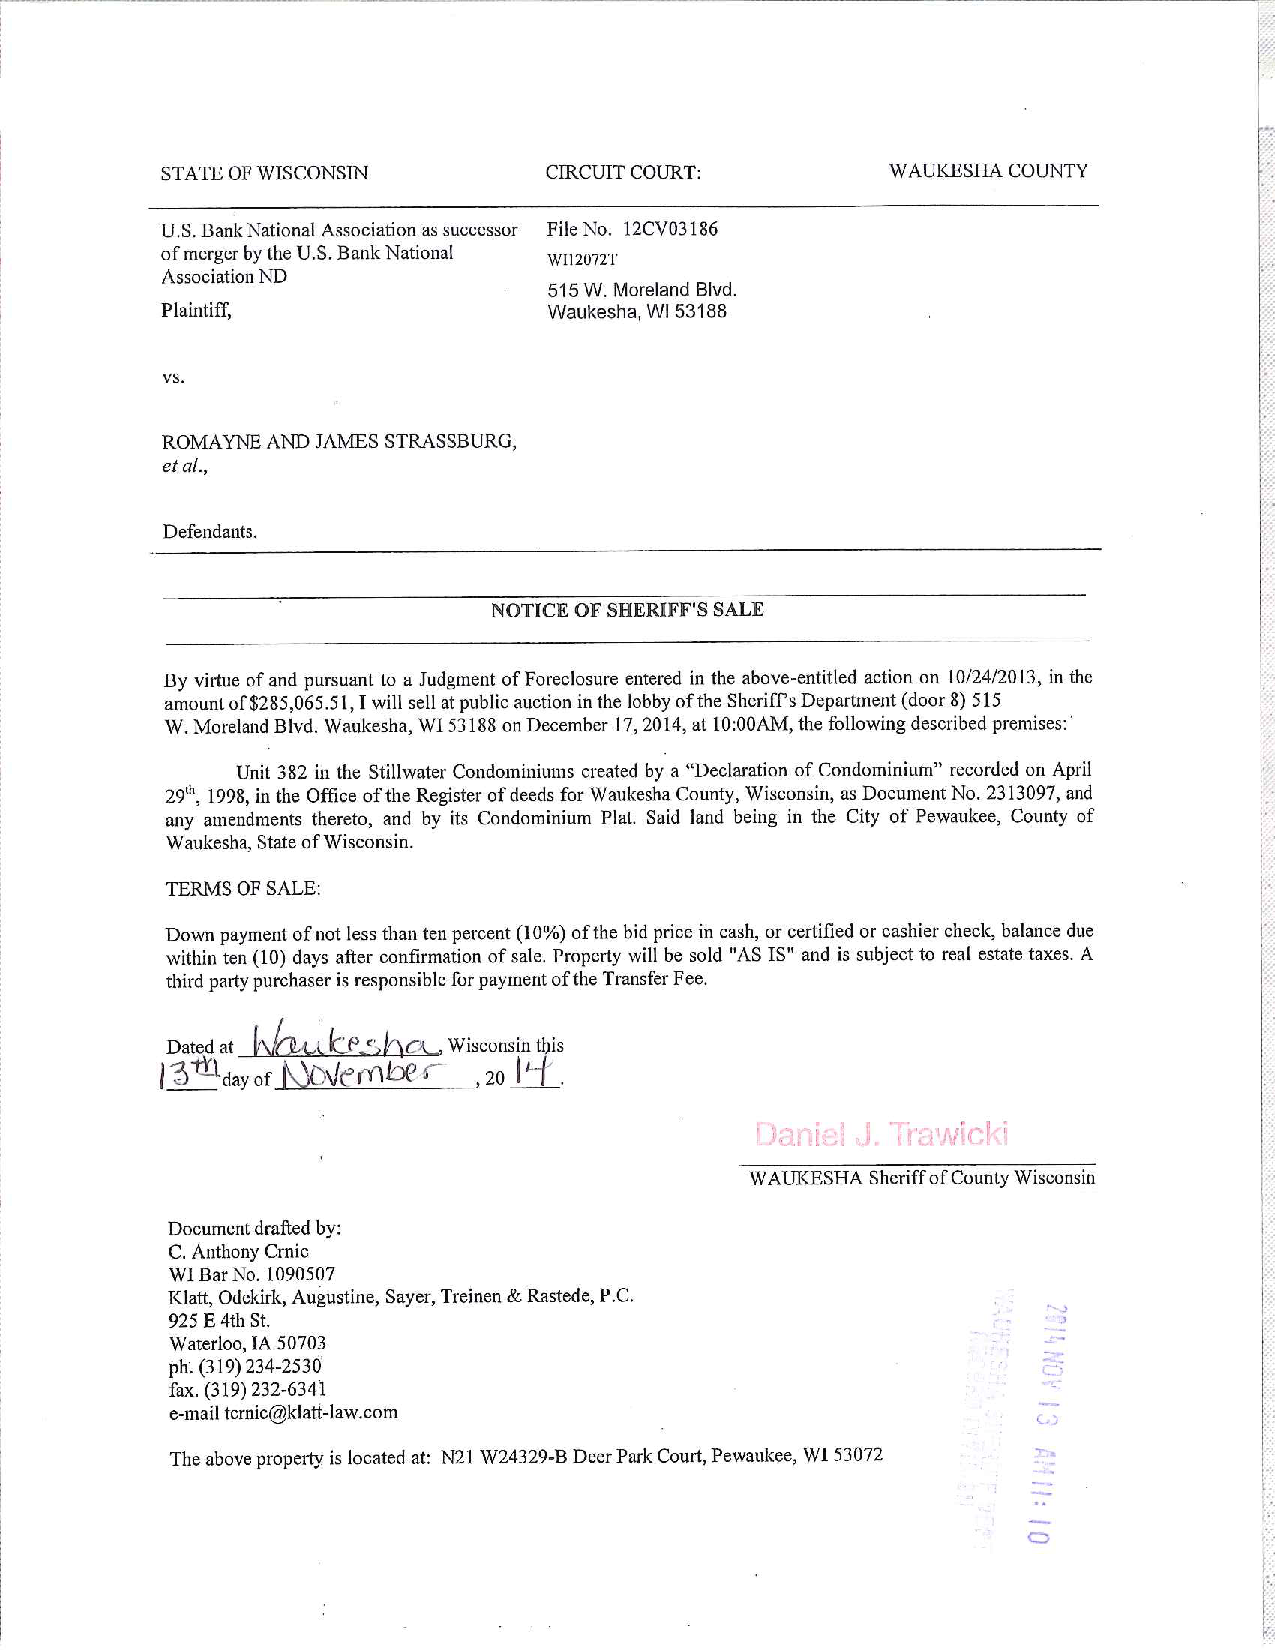 STATE OF WISCONSIN CIRCUIT COURT: WAUKESHA COUNTY
U.S. Bank National Association as successor
of merger by the U.S. Bank National
Association ND
Plaintiff,
File No. 12CV03186
WI12072T
515 W. Moreland Blvd.
Waukesha, WI 53188
vs.
ROMAYNE AND JAMES STRASSBURG,
et al.,
Defendants.
NOTICE OF SHERIFF'S SALE
By virtue of and pursuant to a Judgment of Foreclosure entered in the above-entitled action on 10/24/2013, in the
amount of $285,065.51, I will sell at public auction in the lobby of the Sheriff's Department (door 8) 515
W. Moreland Blvd. Waukesha, WI 53188 on December 17, 2014, at 10:00AM, the following described premises:
Unit 382 in the Stillwater Condominiums created by a “Declaration of Condominium” recorded on April
29th, 1998, in the Office of the Register of deeds for Waukesha County, Wisconsin, as Document No. 2313097, and
any amendments thereto, and by its Condominium Plat. Said land being in the City of Pewaukee, County of
Waukesha, State of Wisconsin.
TERMS OF SALE:
Down payment of not less than ten percent (10%) of the bid price in cash, or certified or cashier check, balance due
within ten (10) days after confirmation of sale. Property will be sold "AS IS" and is subject to real estate taxes. A
third party purchaser is responsible for payment of the Transfer Fee.
Dated at Waukesha, Wisconsin this
13th day of November, 2014.
Daniel J. Trawicki
WAUKESHA Sheriff of County Wisconsin
Document drafted by:
C. Anthony Crnic
WI Bar No. 1090507
Klatt, Odekirk, Augustine, Sayer, Treinen & Rastede, P.C.
925 E 4th St.
Waterloo, IA 50703
ph. (319) 234-2530
fax. (319) 232-6341
e-mail tcrnic@klatt-law.com
The above property is located at: N21 W24329-B Deer Park Court, Pewaukee, WI 53072
2014 NOV 13 AM 11:10